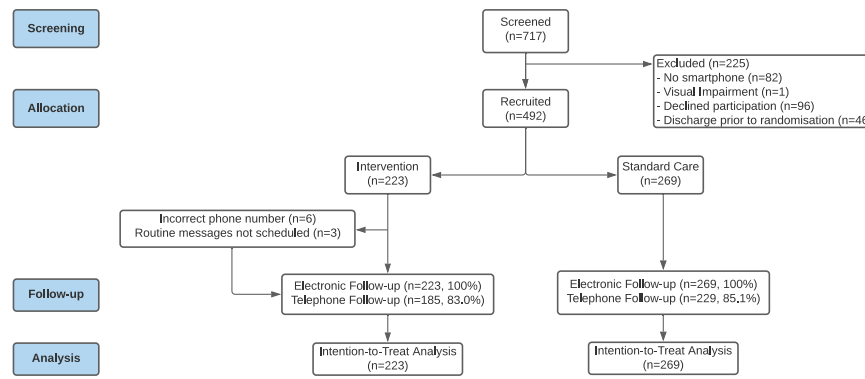 Screening
Screened
(n=717)
Excluded (n=225)
- No smartphone (n=82)
- Visual Impairment (n=1)
- Declined participation (n=96)
- Discharge prior to randomisation (n=46
Allocation
Recruited
(n=492)
Intervention
(n=223)
Standard Care
(n=269)
Incorrect phone number (n=6)
Routine messages not scheduled (n=3)
Follow-up
Electronic Follow-up (n=223, 100%)
Telephone Follow-up (n=185, 83.0%)
Electronic Follow-up (n=269, 100%)
Telephone Follow-up (n=229, 85.1%)
Analysis
Intention-to-Treat Analysis
(n=223)
Intention-to-Treat Analysis
(n=269)